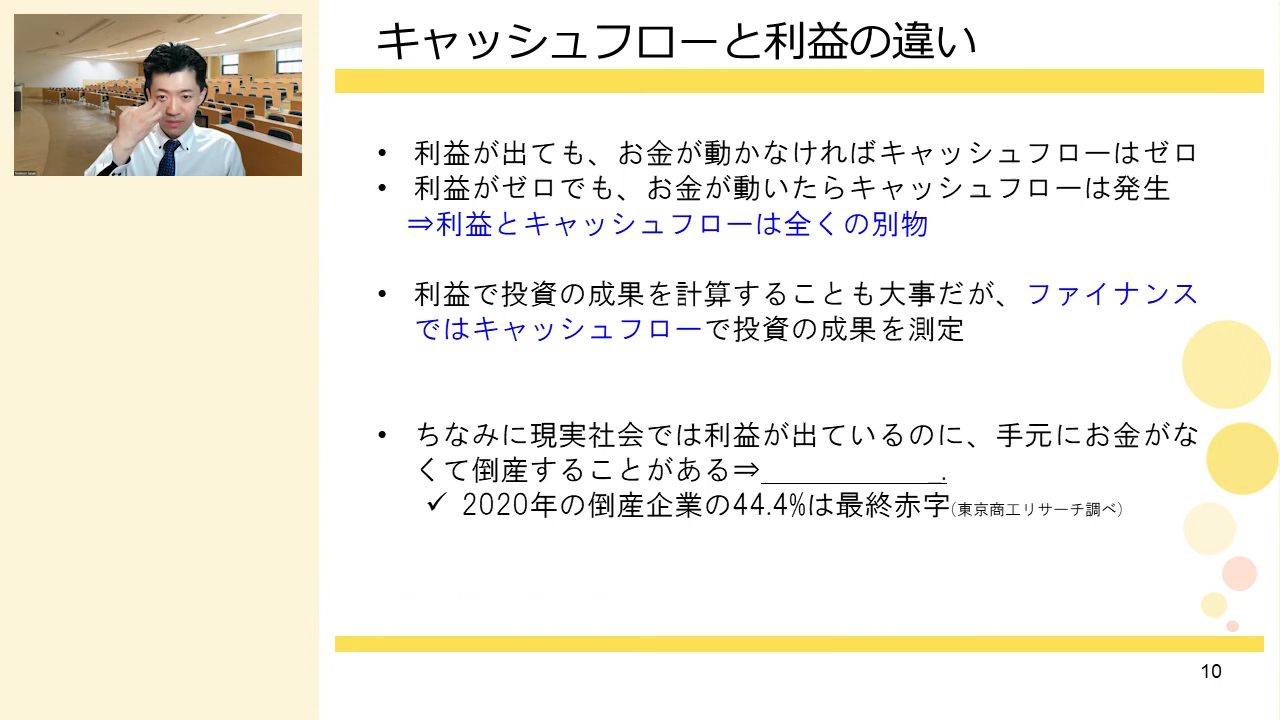 キャッシュフローと利益の違い
• 利益が出ても、お金が動かなければキャッシュフローはゼロ
• 利益がゼロでも、お金が動いたらキャッシュフローは発生
⇒利益とキャッシュフローは全くの別物
• 利益で投資の成果を計算することも大事だが、ファイナンス
ではキャッシュフローで投資の成果を測定
• ちなみに現実社会では利益が出ているのに、手元にお金がな
くて倒産することがある⇒＿＿＿＿＿＿.
✓ 2020年の倒産企業の44.4%は最終赤字(東京商工リサーチ調べ)
10